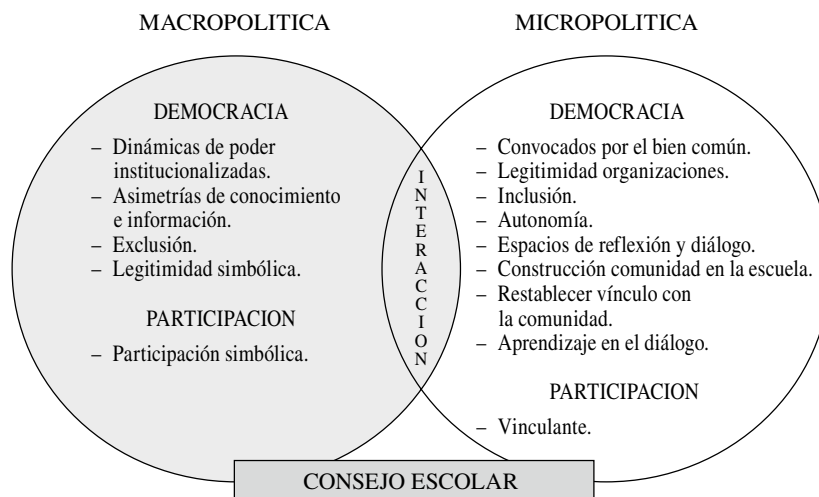 MACROPOLITICA
DEMOCRACIA
– Dinámicas de poder
institucionalizadas.
– Asimetrías de conocimiento
e información.
– Exclusión.
– Legitimidad simbólica.
PARTICIPACION
– Participación simbólica.
INTERACCION
MICROPOLITICA
DEMOCRACIA
– Convocados por el bien común.
– Legitimidad organizaciones.
– Inclusión.
– Autonomía.
– Espacios de reflexión y diálogo.
– Construcción comunidad en la escuela.
– Restablecer vínculo con
la comunidad.
– Aprendizaje en el diálogo.
PARTICIPACION
– Vinculante.
CONSEJO ESCOLAR